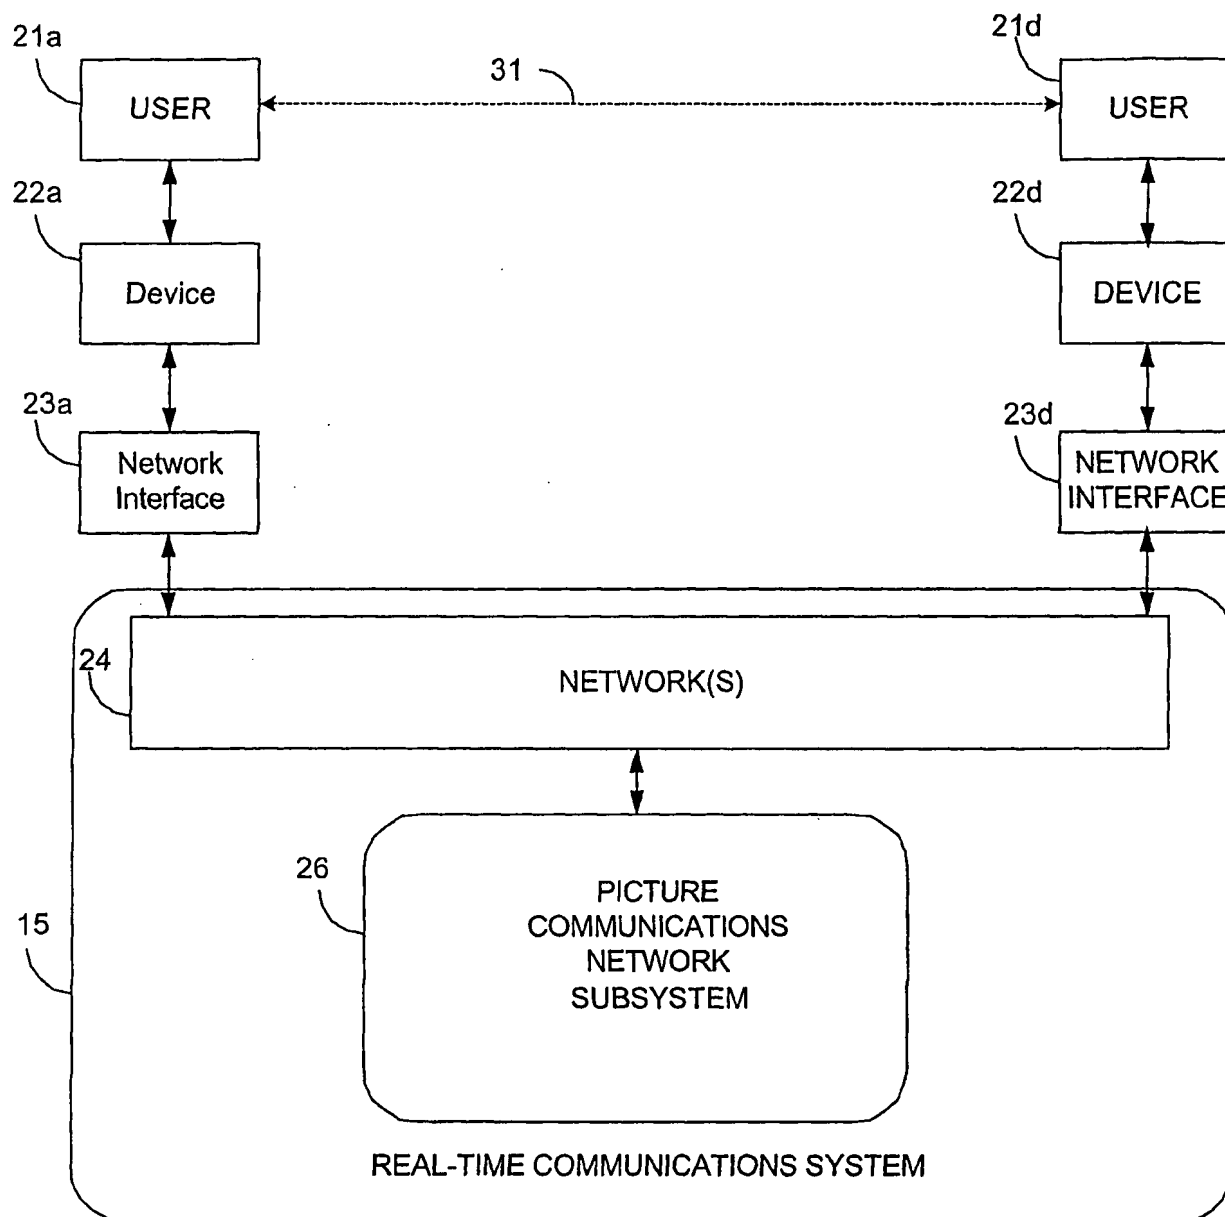 21a
21d
31
USER
USER
22a
22d
Device
DEVICE
23a
23d
Network
Interface
NETWORK
INTERFACE
24
NETWORK(S)
26
PICTURE
COMMUNICATIONS
NETWORK
SUBSYSTEM
15
REAL-TIME COMMUNICATIONS SYSTEM